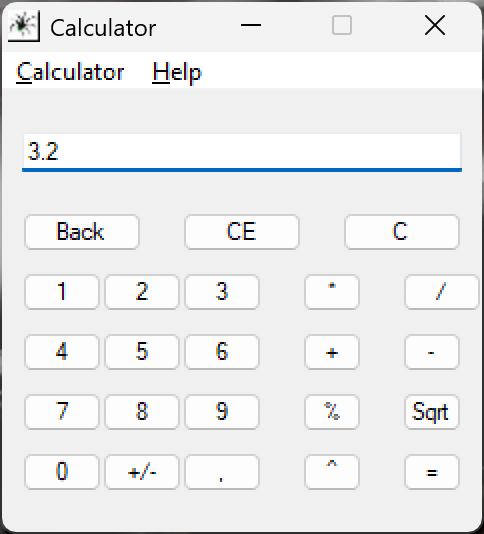 Calculator
Calculator Help
3.2
Back CE C
1 2 3 * /
4 5 6 + -
7 8 9 % Sqrt
0 +/- , ^ =